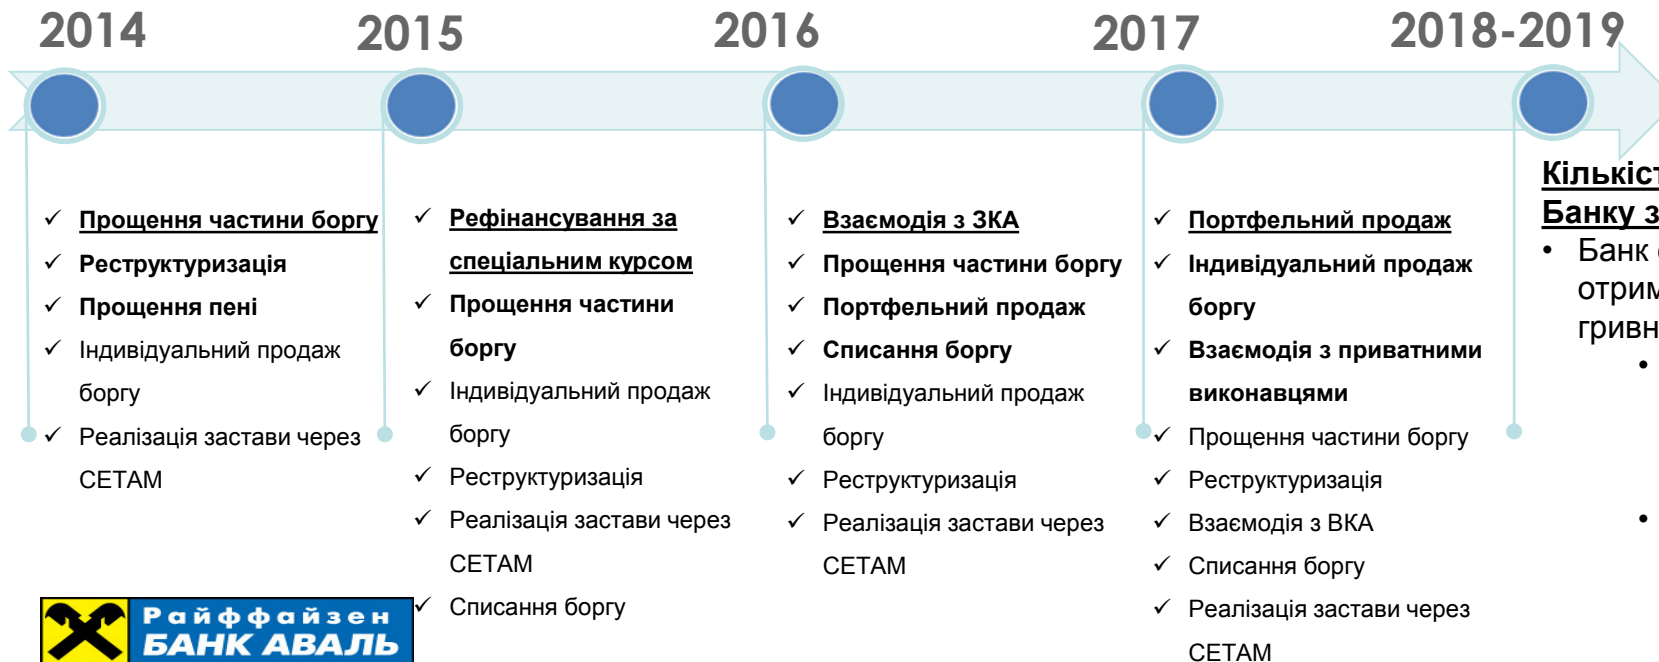 2014
2015
2016
2017
2018-2019
✓ Прощення частини боргу
✓ Реструктуризація
✓ Прощення пені
✓ Індивідуальний продаж
боргу
✓ Реалізація застави через
СЕТАМ
✓ Рефінансування за
спеціальним курсом
✓ Прощення частини
боргу
✓ Індивідуальний продаж
боргу
✓ Реструктуризація
✓ Реалізація застави через
СЕТАМ
✓ Списання боргу
✓ Взаємодія з ЗКА
✓ Прощення частини боргу
✓ Портфельний продаж
✓ Списання боргу
✓ Індивідуальний продаж
боргу
✓ Реструктуризація
✓ Реалізація застави через
СЕТАМ
✓ Портфельний продаж
✓ Індивідуальний продаж
боргу
✓ Взаємодія з приватними
виконавцями
✓ Прощення частини боргу
✓ Реструктуризація
✓ Взаємодія з ВКА
✓ Списання боргу
✓ Реалізація застави через
СЕТАМ
Банку з
• Банк
Райффайзен
БАНК АВАЛЬ